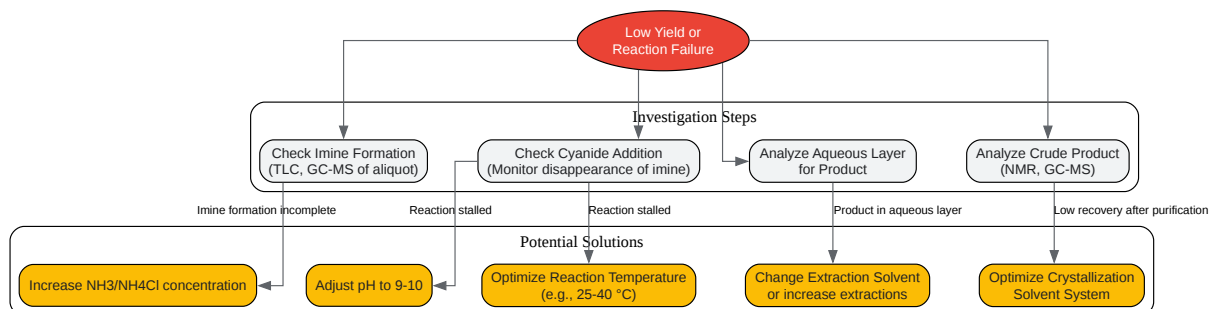 Low Yield or
Reaction Failure
Investigation Steps
Check Imine Formation
(TLC, GC-MS of aliquot)
Check Cyanide Addition
(Monitor disappearance of imine)
Analyze Aqueous Layer
for Product
Analyze Crude Product
(NMR, GC-MS)
Imine formation incomplete
Reaction stalled
Reaction stalled
Product in aqueous layer
Low recovery after purification
Potential Solutions
Increase NH3/NH4Cl concentration
Adjust pH to 9-10
Optimize Reaction Temperature
(e.g., 25-40 °C)
Change Extraction Solvent
or increase extractions
Optimize Crystallization
Solvent System